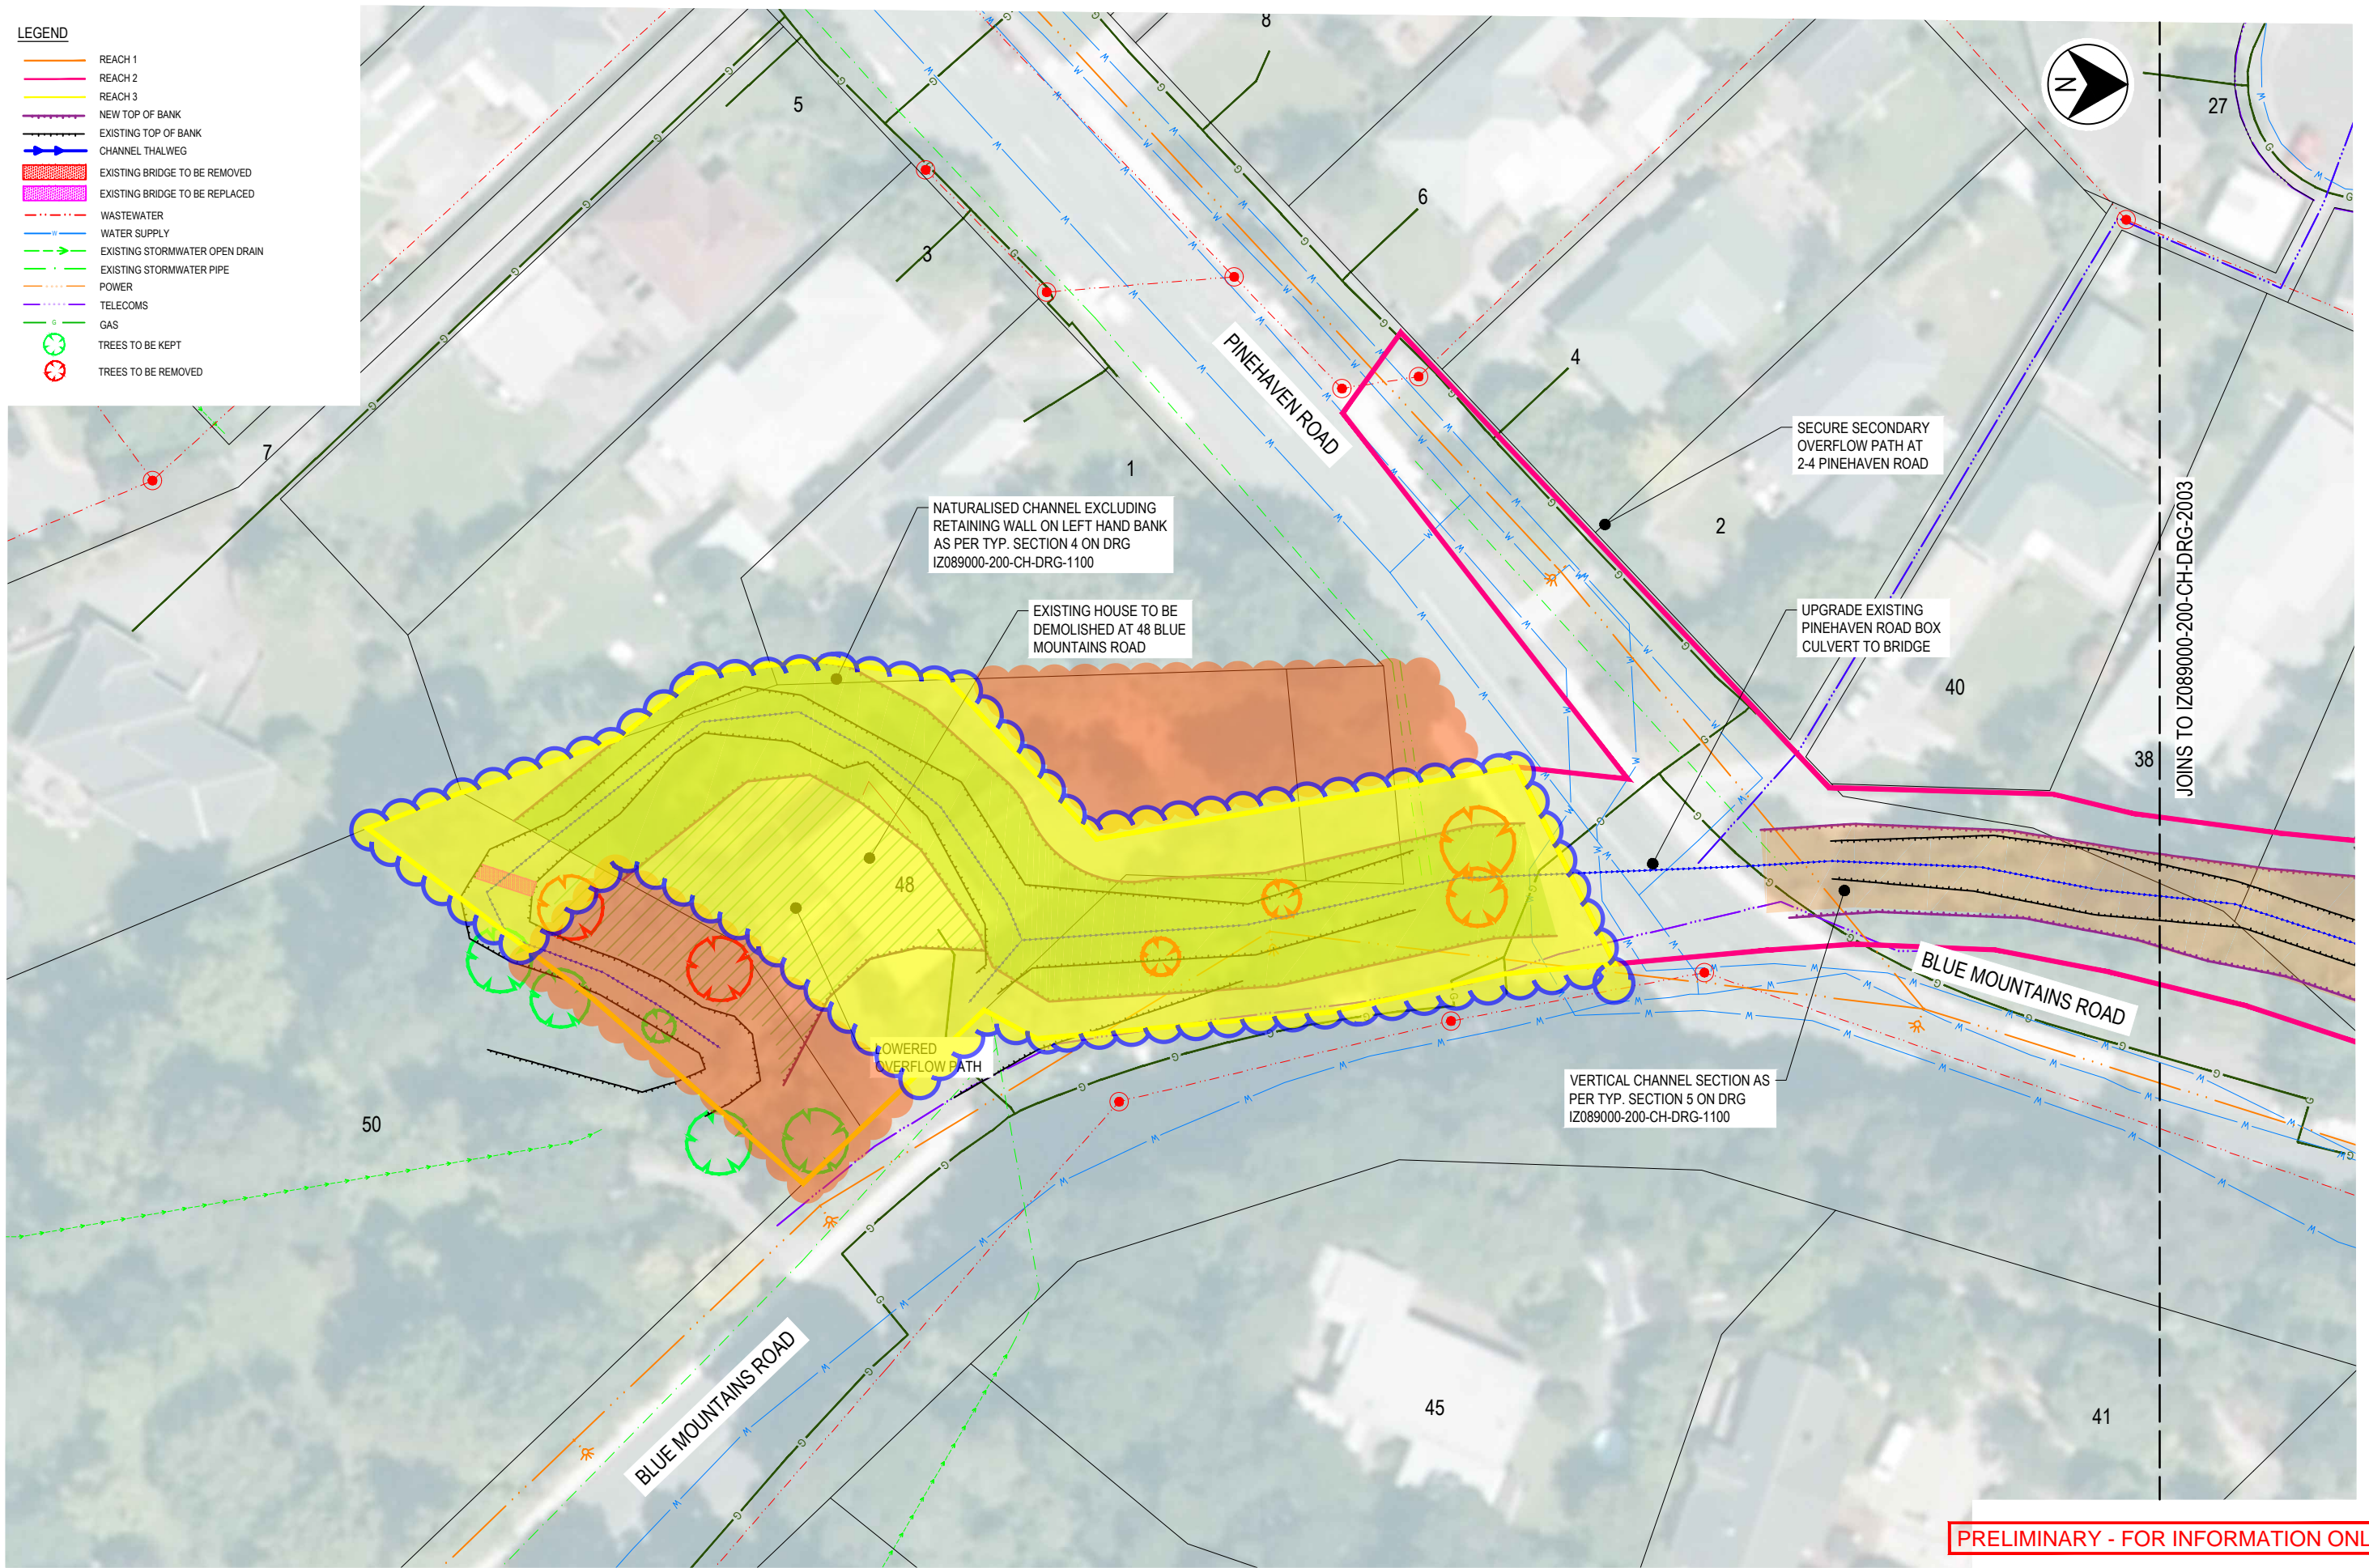 LEGEND
REACH 1
REACH 2
REACH 3
NEW TOP OF BANK
EXISTING TOP OF BANK
CHANNEL THALWEG
EXISTING BRIDGE TO BE REMOVED
EXISTING BRIDGE TO BE REPLACED
WASTEWATER
WATER SUPPLY
EXISTING STORMWATER OPEN DRAIN
EXISTING STORMWATER PIPE
POWER
TELECOMS
GAS
TREES TO BE KEPT
TREES TO BE REMOVED
8
5
27
N
6
3
PINEHAVEN ROAD
4
7
1
SECURE SECONDARY
OVERFLOW PATH AT
2-4 PINEHAVEN ROAD
2
NATURALISED CHANNEL EXCLUDING
RETAINING WALL ON LEFT HAND BANK
AS PER TYP. SECTION 4 ON DRG
IZ089000-200-CH-DRG-1100
EXISTING HOUSE TO BE
DEMOLISHED AT 48 BLUE
MOUNTAINS ROAD
UPGRADE EXISTING
PINEHAVEN ROAD BOX
CULVERT TO BRIDGE
JOINS TO IZ089000-200-CH-DRG-2003
40
38
48
BLUE MOUNTAINS ROAD
LOWERED
OVERFLOW PATH
VERTICAL CHANNEL SECTION AS
PER TYP. SECTION 5 ON DRG
IZ089000-200-CH-DRG-1100
50
BLUE MOUNTAINS ROAD
45
41
PRELIMINARY - FOR INFORMATION ONL